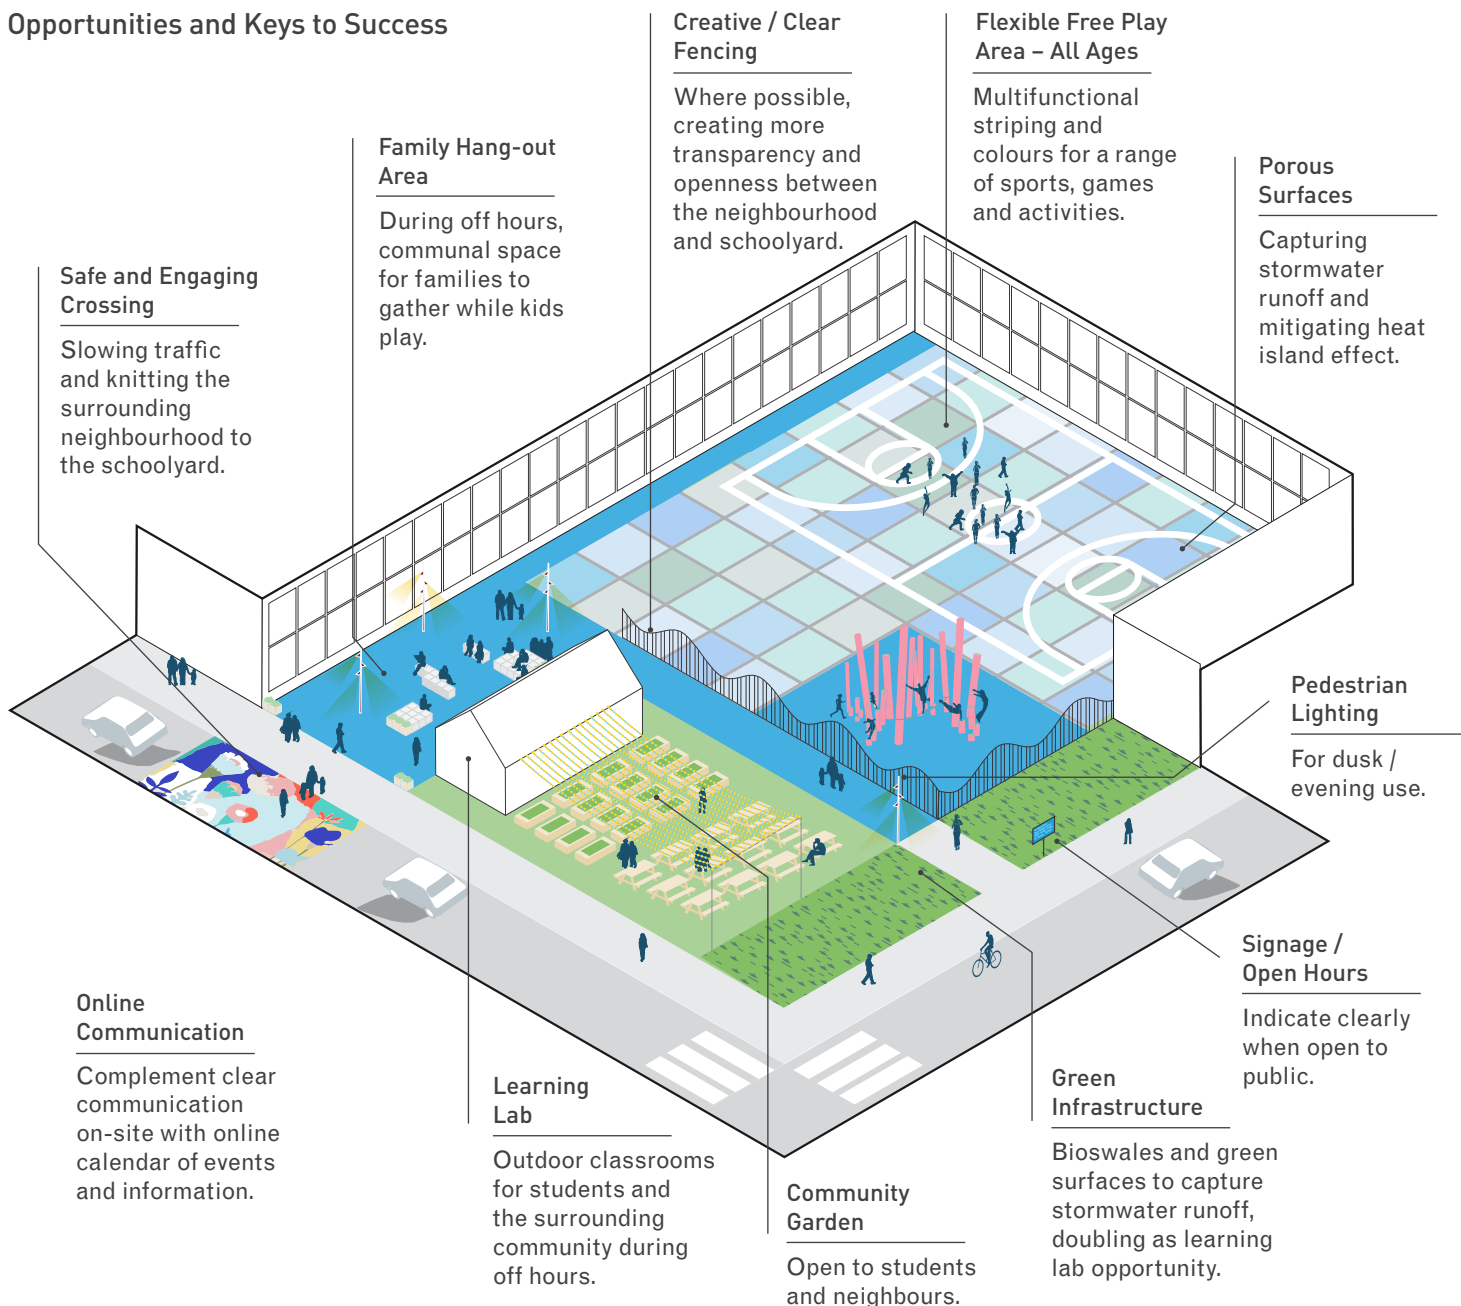 Opportunities and Keys to Success
Creative / Clear
Fencing
Where possible,
creating more
transparency and
openness between
the neighbourhood
and schoolyard.
Flexible Free Play
Area – All Ages
Multifunctional
striping and
colours for a range
of sports, games
and activities.
Family Hang-out
Area
During off hours,
communal space
for families to
gather while kids
play.
Porous
Surfaces
Capturing
stormwater
runoff and
mitigating heat
island effect.
Safe and Engaging
Crossing
Slowing traffic
and knitting the
surrounding
neighbourhood to
the schoolyard.
Pedestrian
Lighting
For dusk /
evening use.
Signage /
Open Hours
Indicate clearly
when open to
public.
Online
Communication
Complement clear
communication
on-site with online
calendar of events
and information.
Learning
Lab
Outdoor classrooms
for students and
the surrounding
community during
off hours.
Community
Garden
Open to students
and neighbours.
Green
Infrastructure
Bioswales and green
surfaces to capture
stormwater runoff,
doubling as learning
lab opportunity.